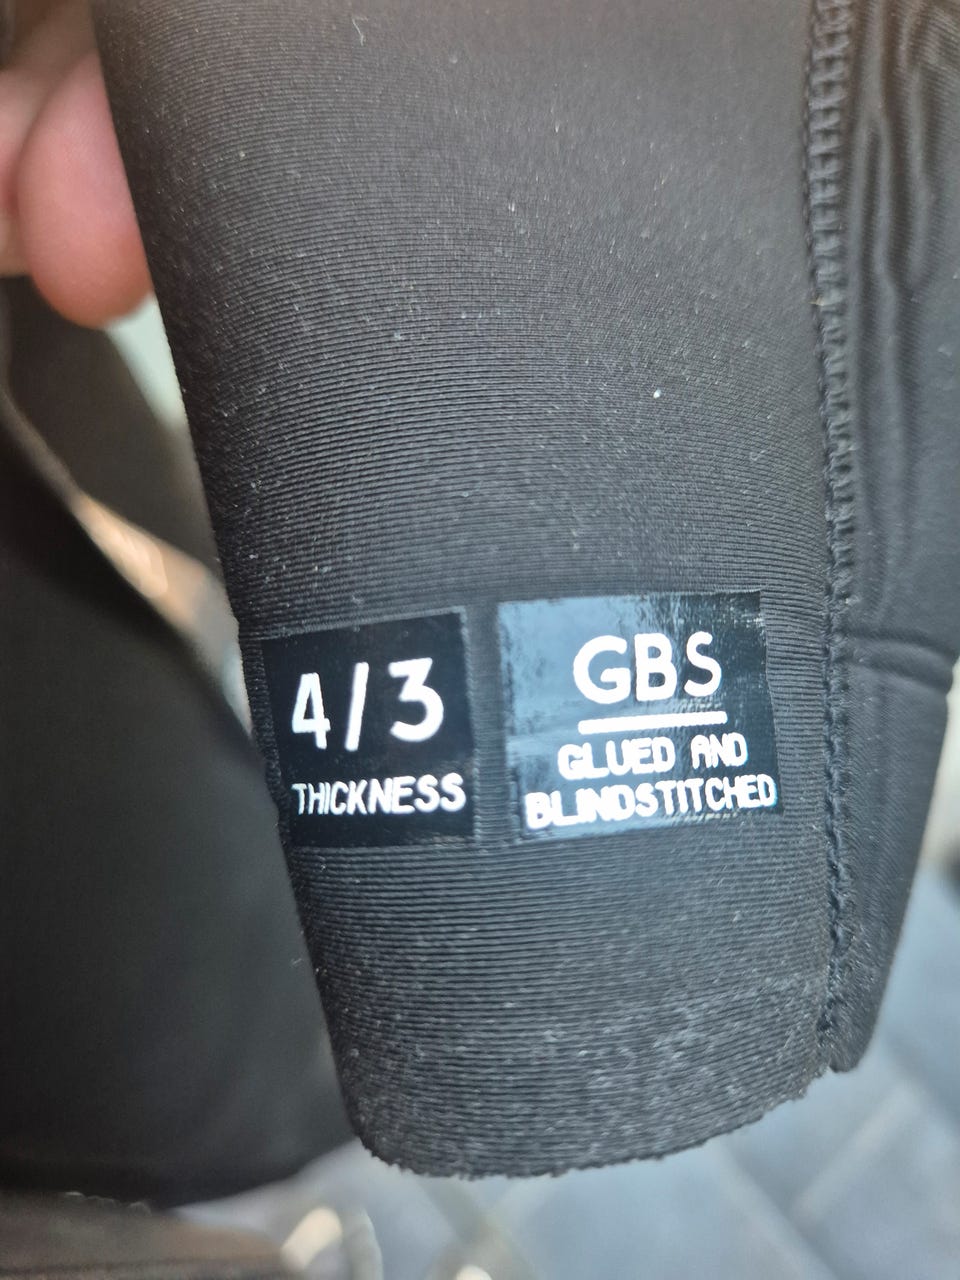 4/3
THICKNESS
GBS
GLUED AND
BLINDSTITCHED